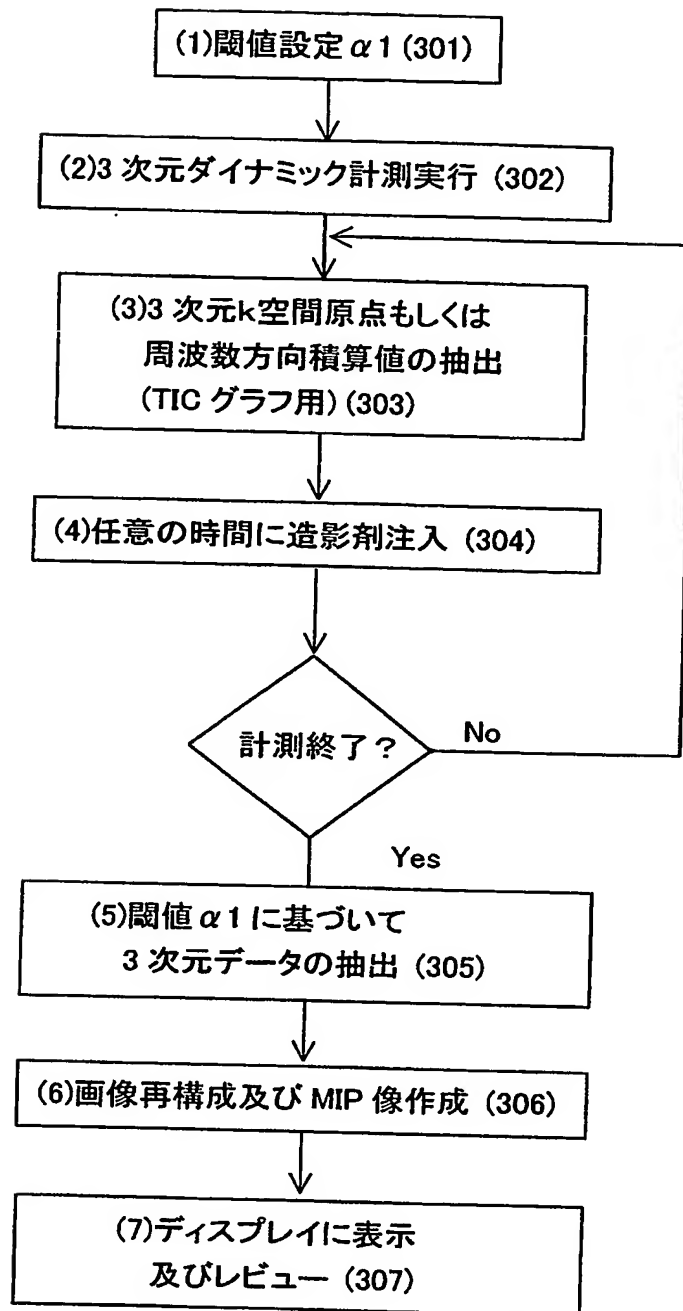 (1)閾値設定α1(301)
(2)3次元ダイナミック計測実行 (302)
(3)3次元k空間原点もしくは
周波数方向積算値の抽出
(TICグラフ用)(303)
(4)任意の時間に造影剤注入 (304)
計測終了?
No
Yes
(5)閾値α1に基づいて
3次元データの抽出 (305)
(6)画像再構成及びMIP像作成 (306)
(7)ディスプレイに表示
及びレビュー (307)